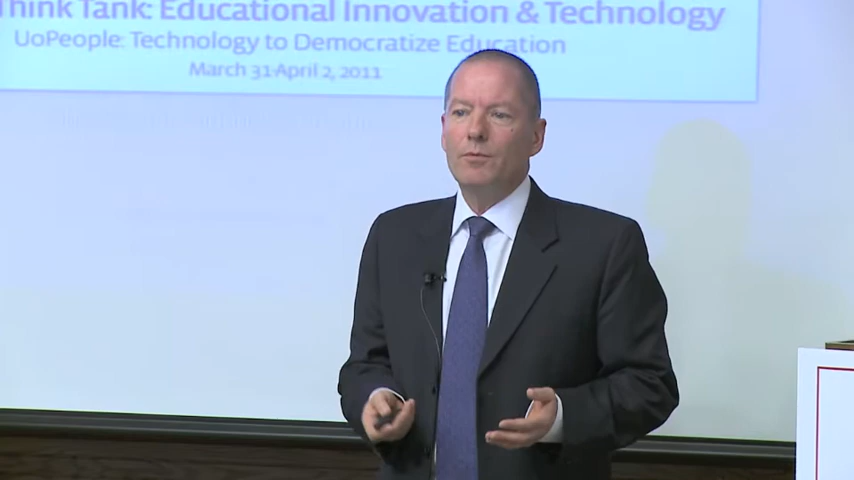 Think Tank: Educational Innovation & Technology
UoPeople: Technology to Democratize Education
March 31-April 2, 2011